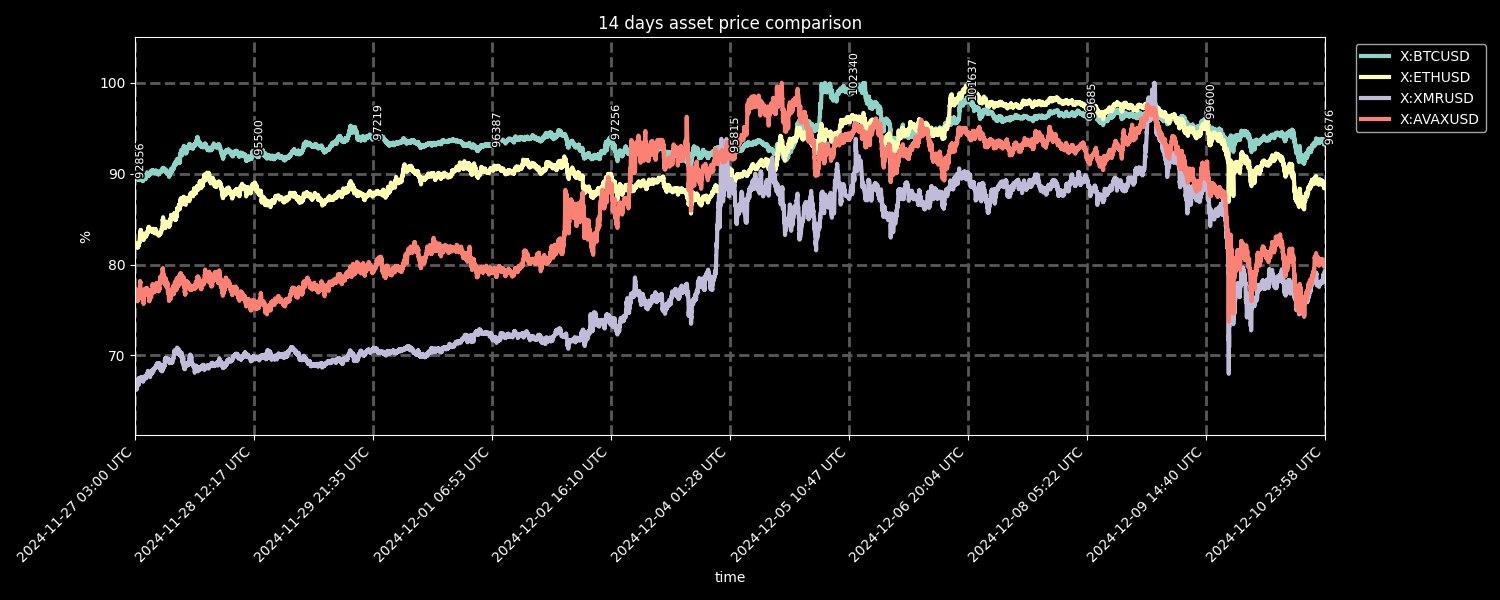 14 days asset price comparison
X:BTCUSD
X:ETHUSD
X:XMRUSD
X:AVAXUSD
100
90
80
70
%
92856
95500
97219
96387
97256
95815
102340
101637
99685
99600
96676
2024-11-27 03:00 UTC
2024-11-28 12:17 UTC
2024-11-29 21:35 UTC
2024-12-01 06:53 UTC
2024-12-02 16:10 UTC
2024-12-04 01:28 UTC
2024-12-05 10:47 UTC
2024-12-06 20:04 UTC
2024-12-08 05:22 UTC
2024-12-09 14:40 UTC
2024-12-10 23:58 UTC
time